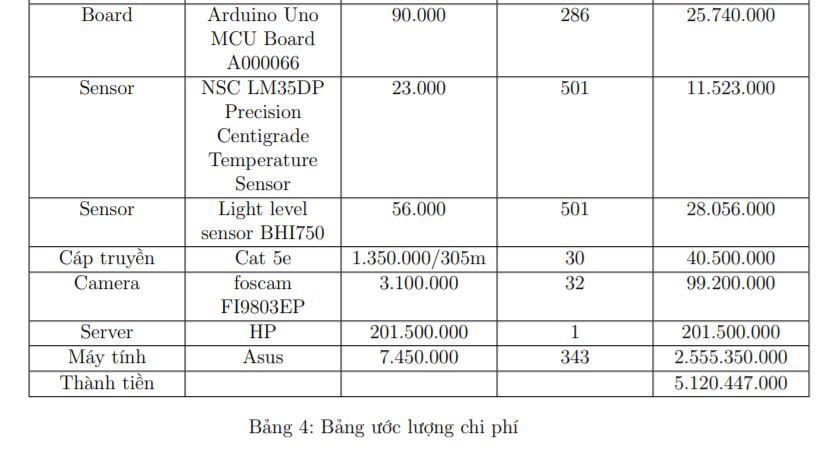 Board Arduino Uno 90.000 286 25.740.000
MCU Board
A000066
Sensor NSC LM35DP 23.000 501 11.523.000
Precision
Centigrade
Temperature
Sensor
Sensor Light level 56.000 501 28.056.000
sensor BHI750
Cáp truyền Cat 5e 1.350.000/305m 30 40.500.000
Camera foscam 3.100.000 32 99.200.000
FI9803EP
Server HP 201.500.000 1 201.500.000
Máy tính Asus 7.450.000 343 2.555.350.000
Thành tiền 5.120.447.000
Bảng 4: Bảng ước lượng chi phí